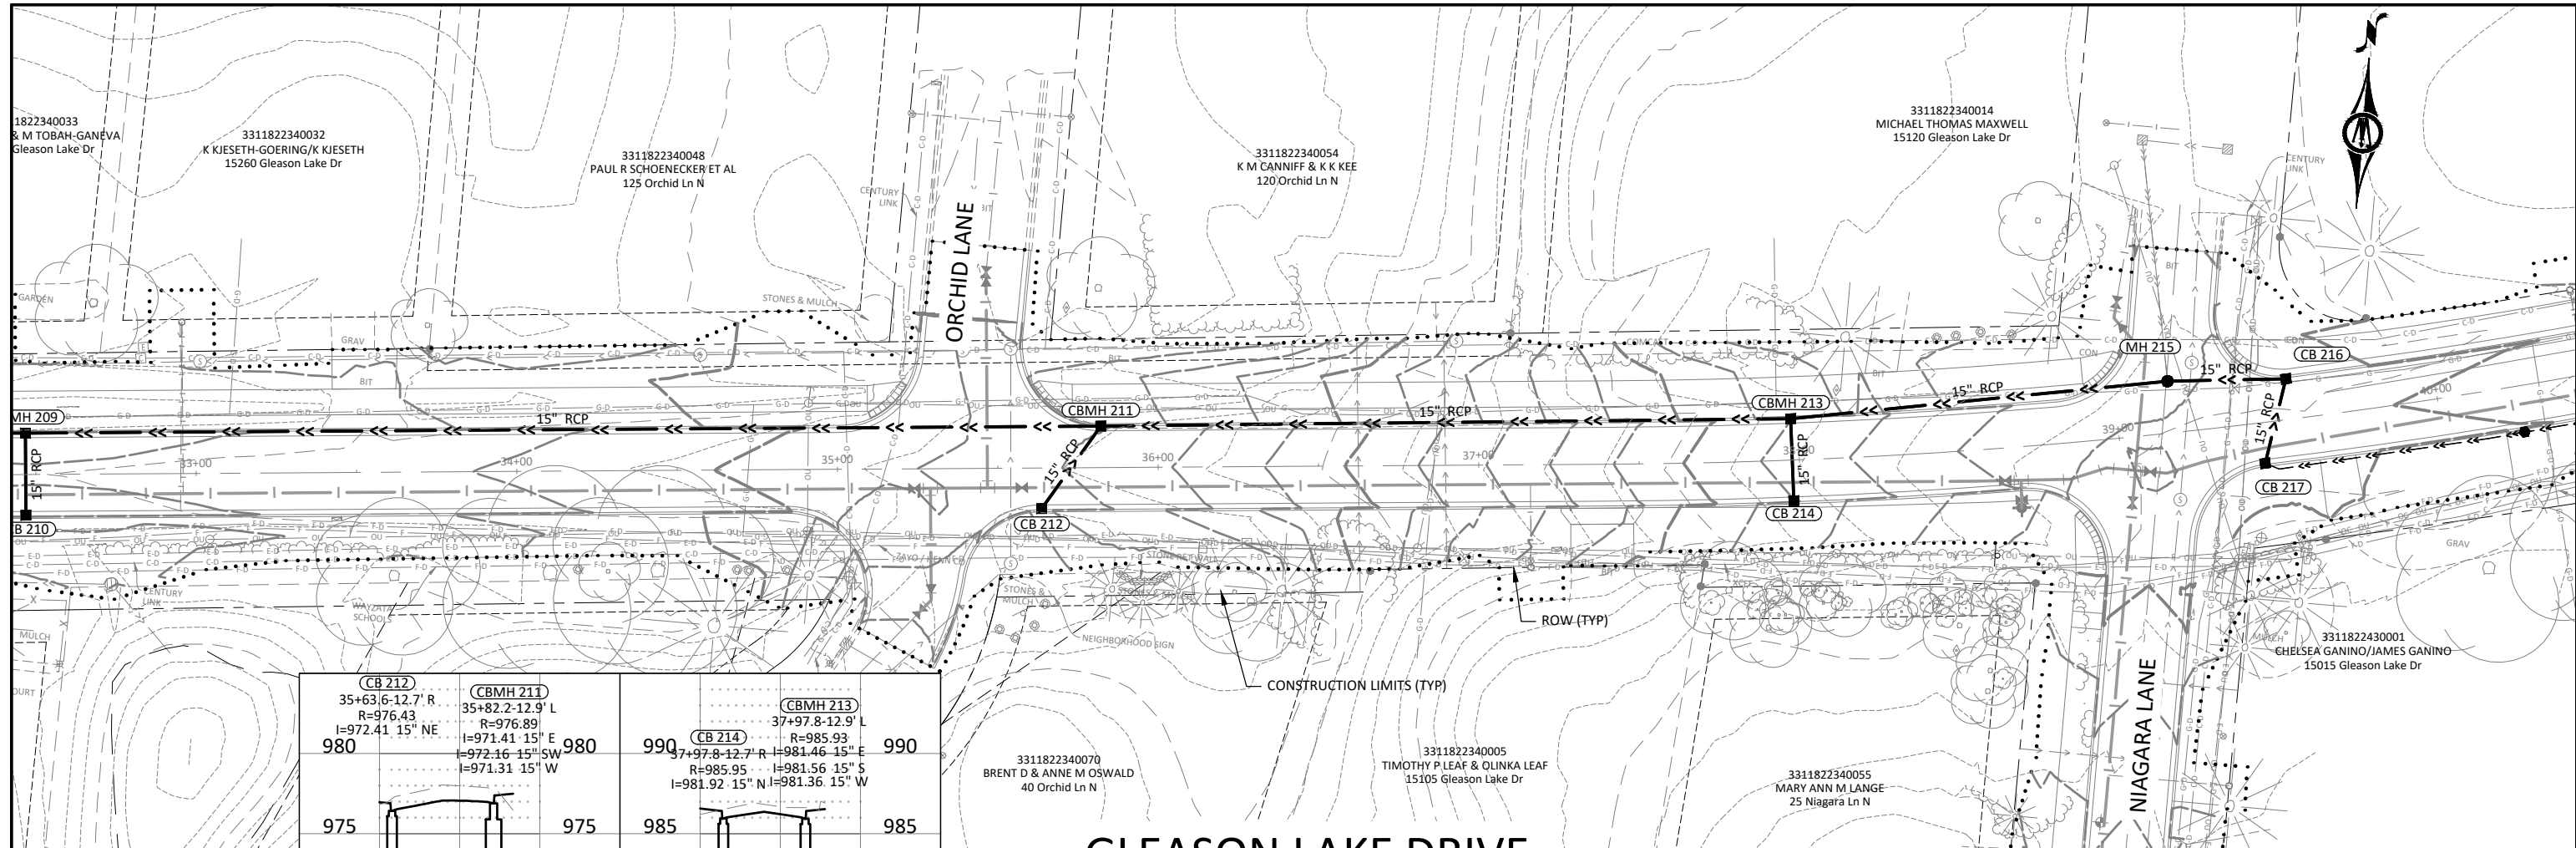 1822340033
& M TOBAH-GANEVA
Gleason Lake Dr
3311822340032
K KJESETH-GOERING/K KJESETH
15260 Gleason Lake Dr
3311822340048
PAUL R SCHOENECKER ET AL
125 Orchid Ln N
3311822340054
K M CANNIFF & K K KEE
120 Orchid Ln N
3311822340014
MICHAEL THOMAS MAXWELL
15120 Gleason Lake Dr
CENTURY
LINK
CENTURY
LINK
ORCHID LANE
BIT
BIT
GARDEN
STONES & MULCH
GRAV
BIT
BIT
COMCAST
BIT
CON
CON
MH 209
15" RCP
CBMH 211
15" RCP
CBMH 213
15" RCP
MH 215
15" RCP
CB 216
33+00
34+00
35+00
36+00
37+00
39+00
40+00
15" RCP
15" RCP
15" RCP
15" RCP
CB 210
CB 212
CB 214
CB 217
CENTURY
LINK
WAYZATA
SCHOOLS
MULCH
STONES &
MULCH
NEIGHBORHOOD SIGN
ROW (TYP)
CONSTRUCTION LIMITS (TYP)
GRAV
MULCH
NIAGARA LANE
3311822430001
CHELSEA GANINO/JAMES GANINO
15015 Gleason Lake Dr
3311822340070
BRENT D & ANNE M OSWALD
40 Orchid Ln N
3311822340005
TIMOTHY P LEAF & OLINKA LEAF
15105 Gleason Lake Dr
3311822340055
MARY ANN M LANGE
25 Niagara Ln N
CB 212
35+63.6-12.7' R
R=976.43
I=972.41 15" NE
CBMH 211
35+82.2-12.9' L
R=976.89
I=971.41 15" E
I=972.16 15" SW
I=971.31 15" W
980
980
975
975
CB 214
37+97.8-12.7' R
R=985.95
I=981.92 15" N
CBMH 213
37+97.8-12.9' L
R=985.93
I=981.46 15" E
I=981.56 15" S
I=981.36 15" W
990
990
985
985
GLEASON LAKE DRIVE